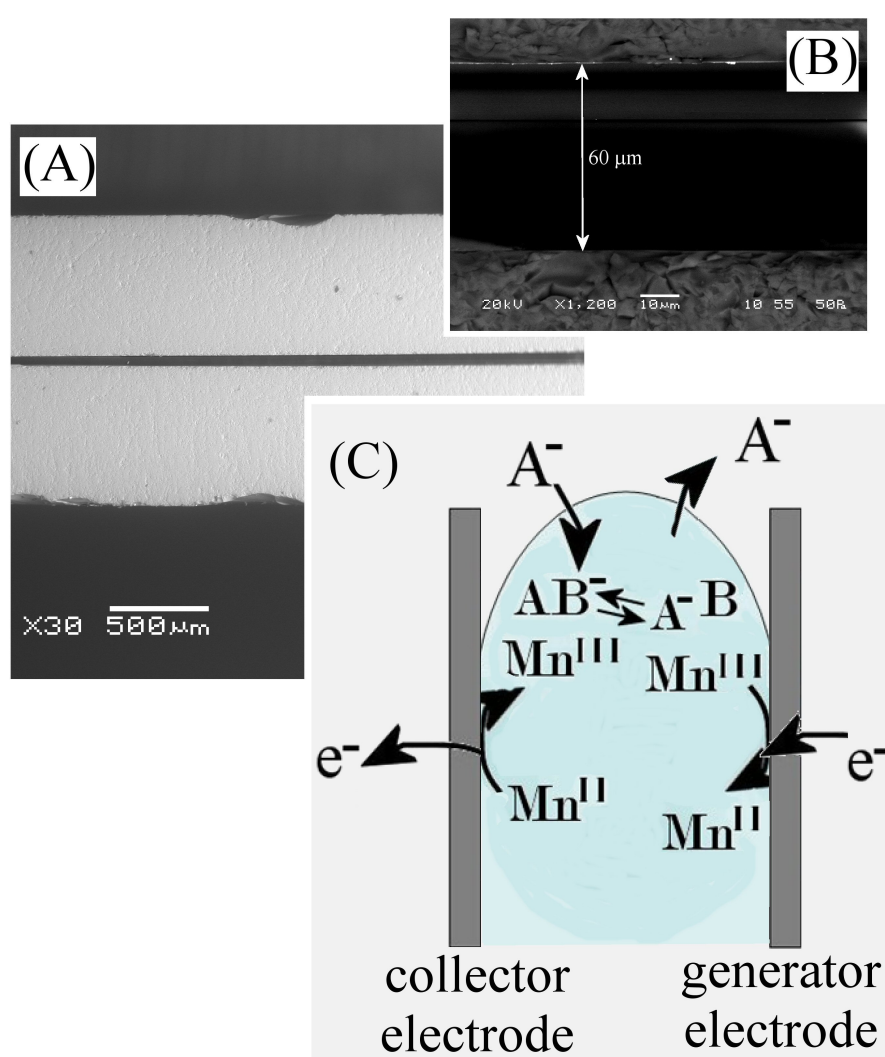 (A)
X30 500µm
(B)
60 µm
20kV X1,200 10µm 10 55 50PA
(C)
A⁻ A⁻
AB⁻ A⁻B
Mnᴵᴵᴵ Mnᴵᴵᴵ
e⁻ e⁻
Mnᴵᴵ Mnᴵᴵ
collector
electrode
generator
electrode